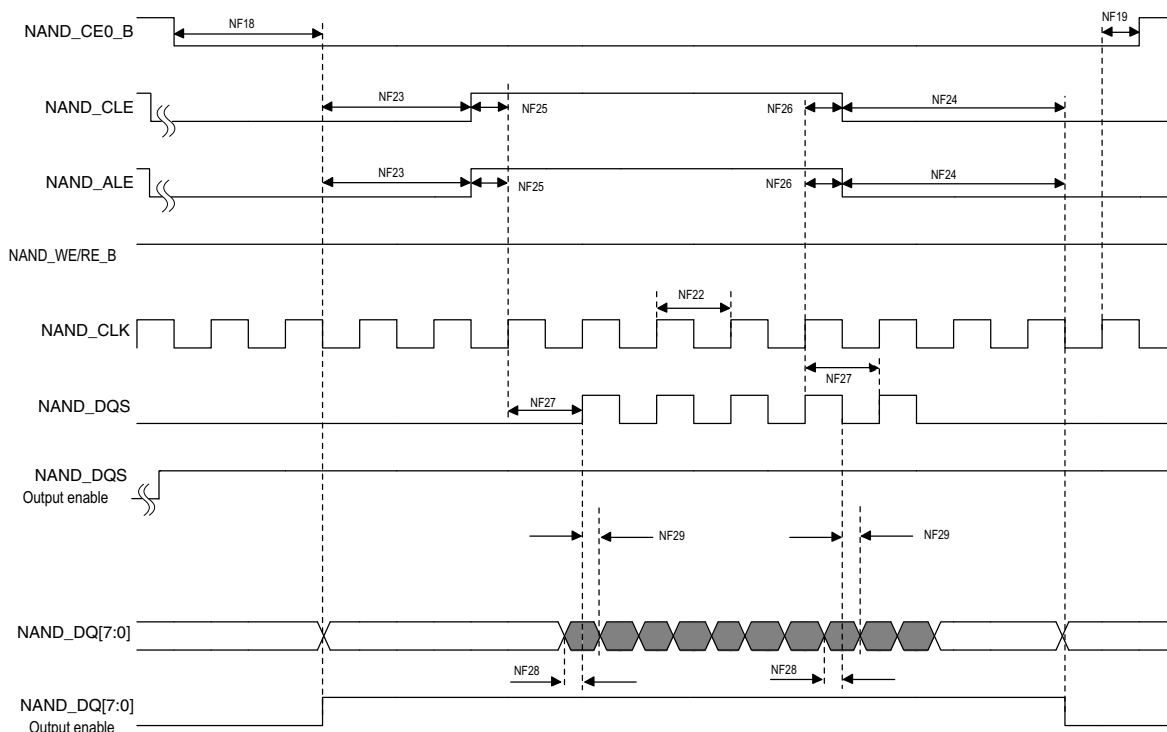 NF19
NF18
NAND_CE0_B
NF23
NF24
NAND_CLE
NF25
NF26
NF23
NF24
NAND_ALE
NF25
NF26
NAND_WE/RE_B
NF22
NAND_CLK
NF27
NF27
NAND_DQS
NAND_DQS
Output enable
NF29
NF29
NAND_DQ[7:0]
NF28
NF28
NAND_DQ[7:0]
Output enable